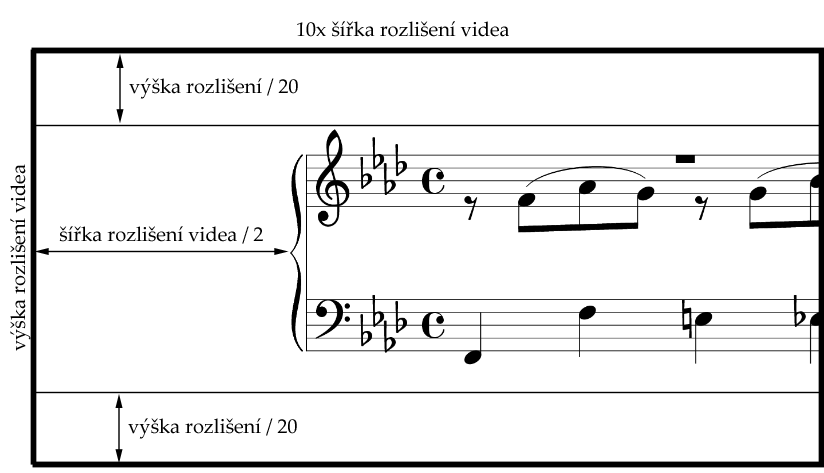 10x šířka rozlišení videa
výška rozlišení / 20
výška rozlišení videa
šířka rozlišení videa / 2
výška rozlišení / 20